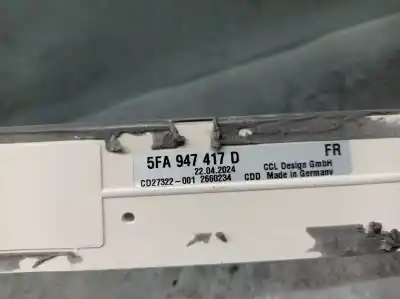 5FA 947 417 D FR
22.04.2024 CCL Design GmbH
CD27322-001 2660234 CDD Made in Germany